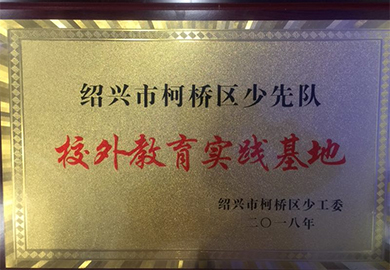 绍兴市柯桥区少先队
校外教育实践基地
绍兴市柯桥区少工委
二〇一八年